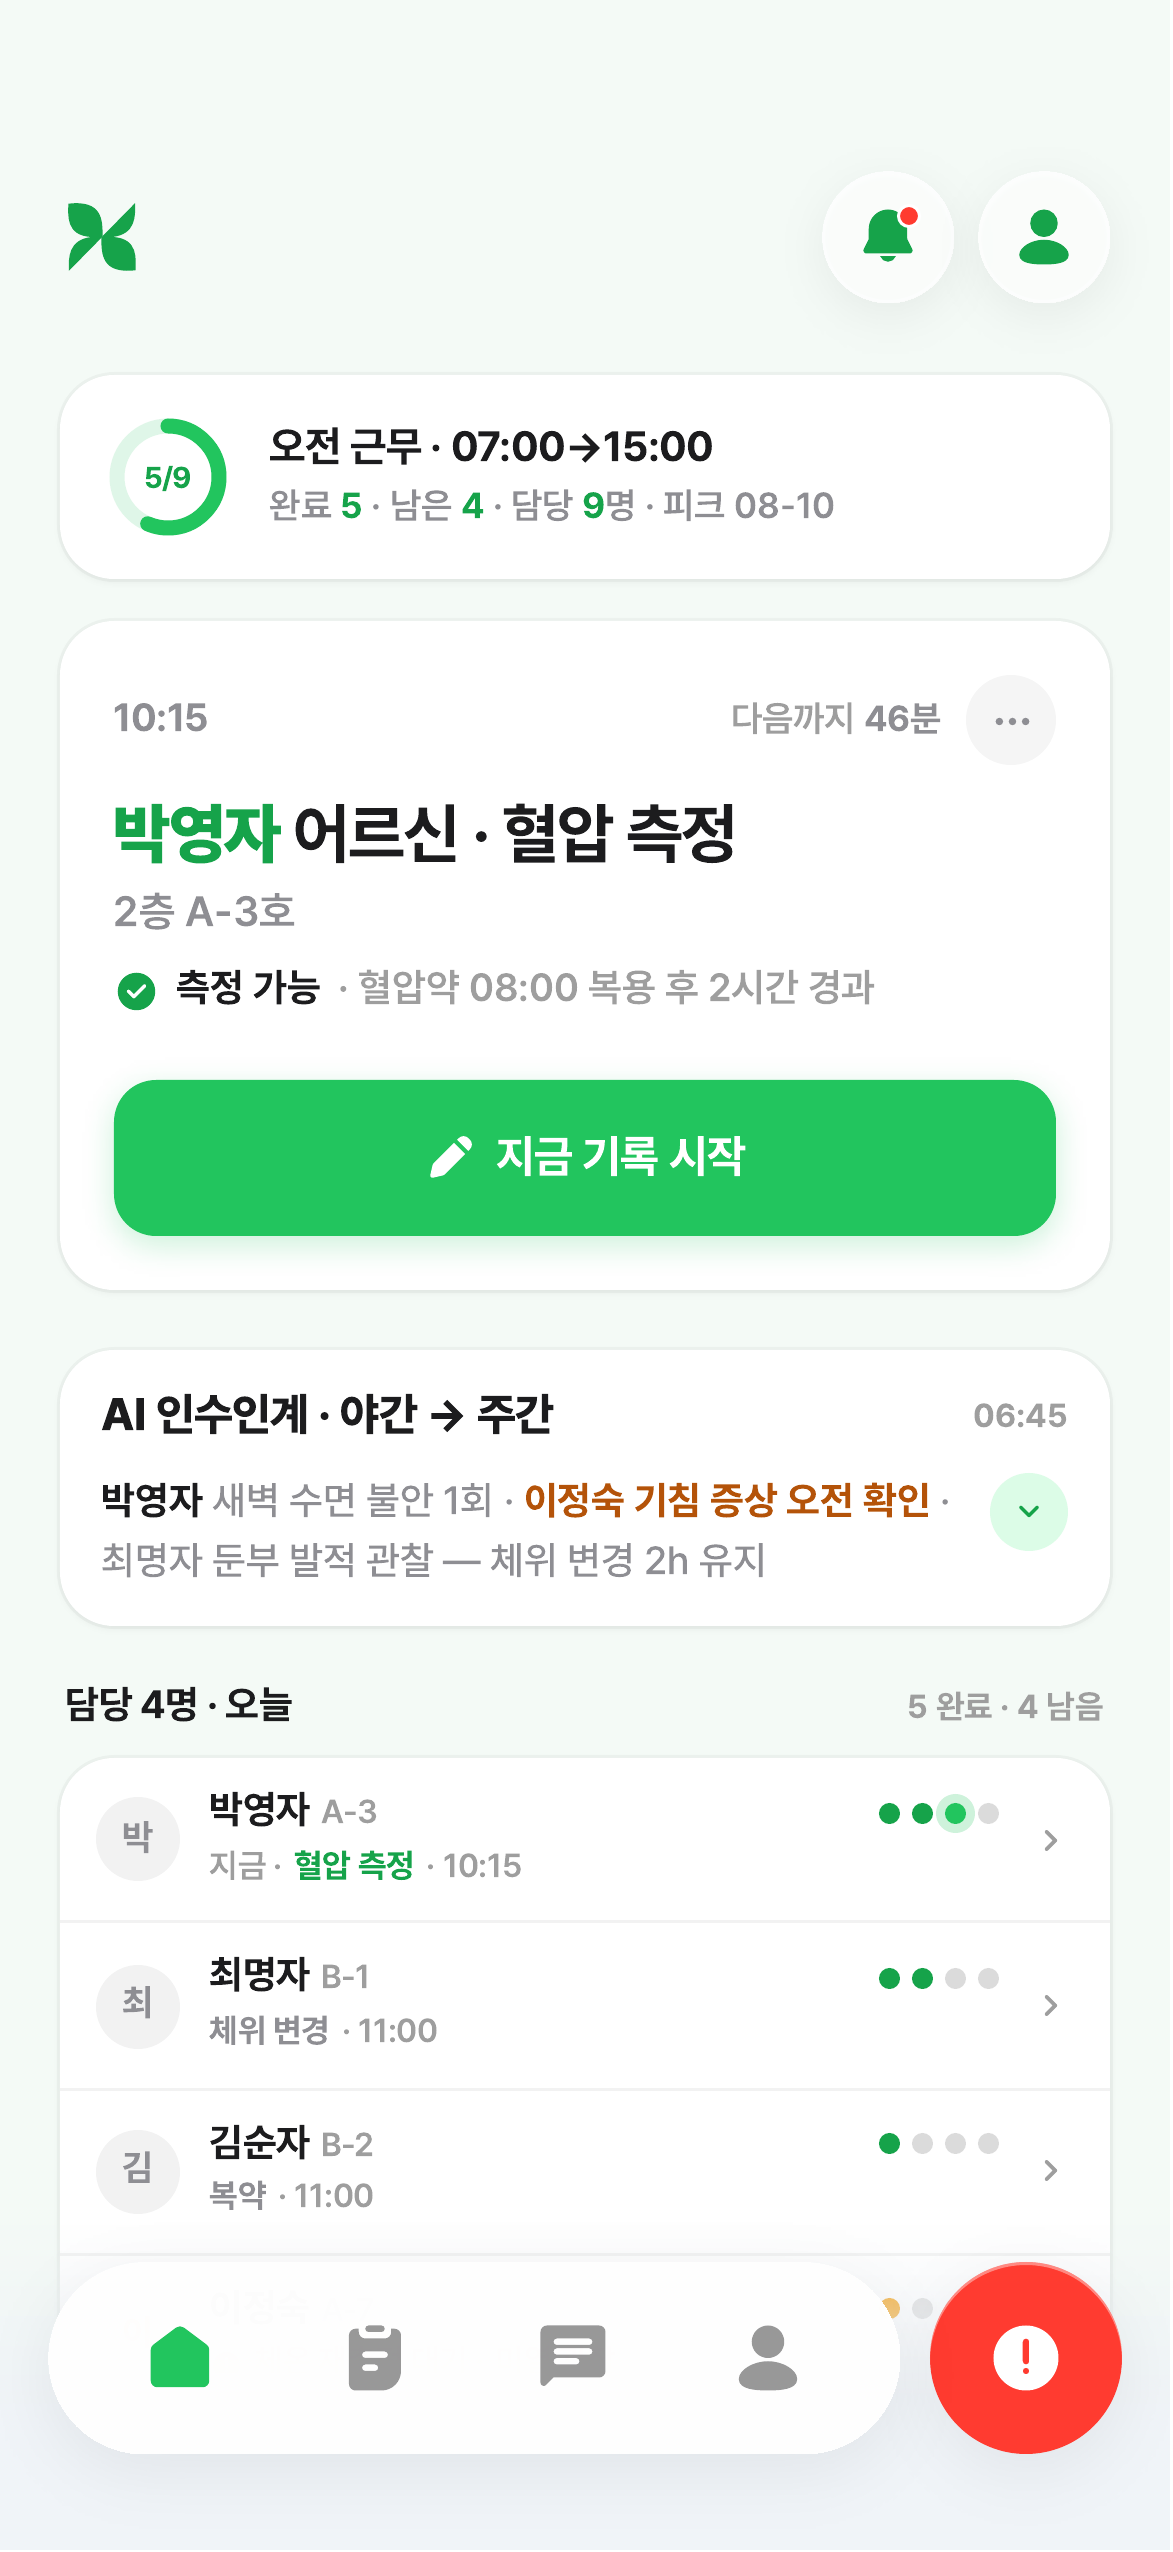 5/9
오전 근무 · 07:00→15:00
완료 5 · 남은 4 · 담당 9명 · 피크 08-10
10:15
다음까지 46분
박영자 어르신 · 혈압 측정
2층 A-3호
측정 가능 · 혈압약 08:00 복용 후 2시간 경과
지금 기록 시작
AI 인수인계 · 야간 → 주간
06:45
박영자 새벽 수면 불안 1회 · 이정숙 기침 증상 오전 확인 ·
최명자 둔부 발적 관찰 — 체위 변경 2h 유지
담당 4명 · 오늘
5 완료 · 4 남음
박
박영자 A-3
지금 · 혈압 측정 · 10:15
최
최명자 B-1
체위 변경 · 11:00
김
김순자 B-2
복약 · 11:00
이정숙